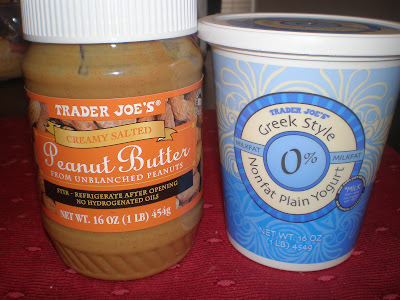 TRADER JOE'S®
CREAMY SALTED
Peanut Butter
FROM UNBLANCHED PEANUTS
STIR - REFRIGERATE AFTER OPENING
NO HYDROGENATED OILS
NET WT. 16 OZ (1 LB) 454g
TRADER JOE'S®
Greek Style
MILKFAT 0% MILKFAT
Nonfat Plain Yogurt
NET WT. 16 OZ
(1 LB) 454g